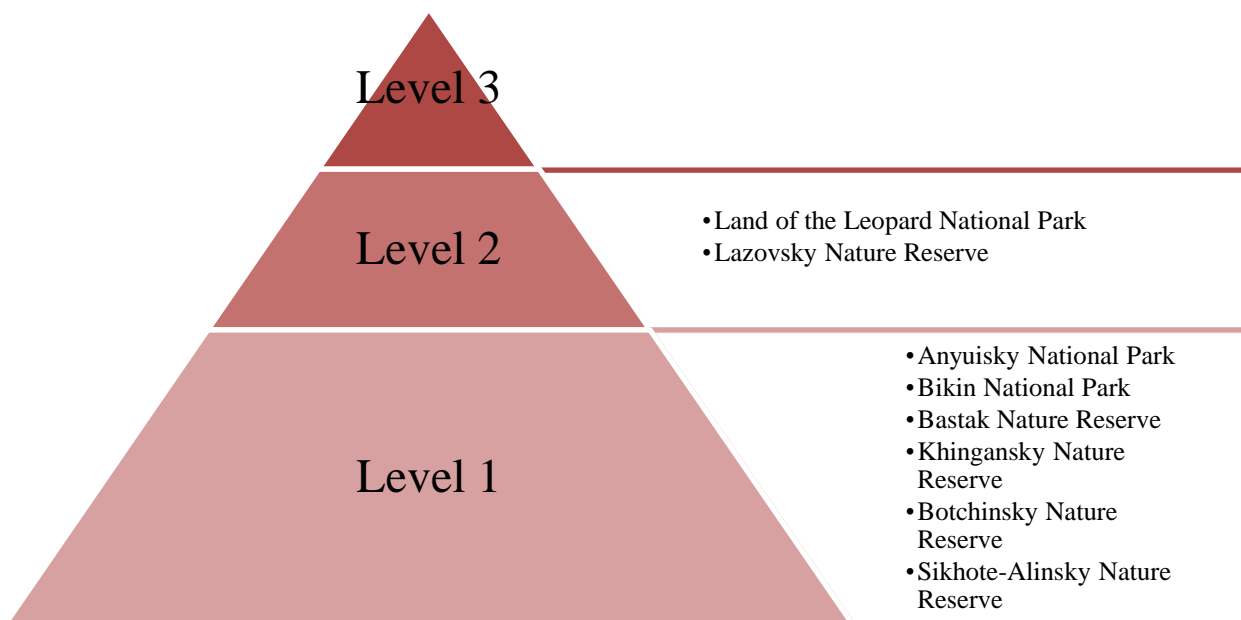 Level 3
Level 2
•Land of the Leopard National Park
•Lazovsky Nature Reserve
Level 1
•Anyuisky National Park
•Bikin National Park
•Bastak Nature Reserve
•Khingansky Nature
Reserve
•Botchinsky Nature
Reserve
•Sikhote-Alinsky Nature
Reserve